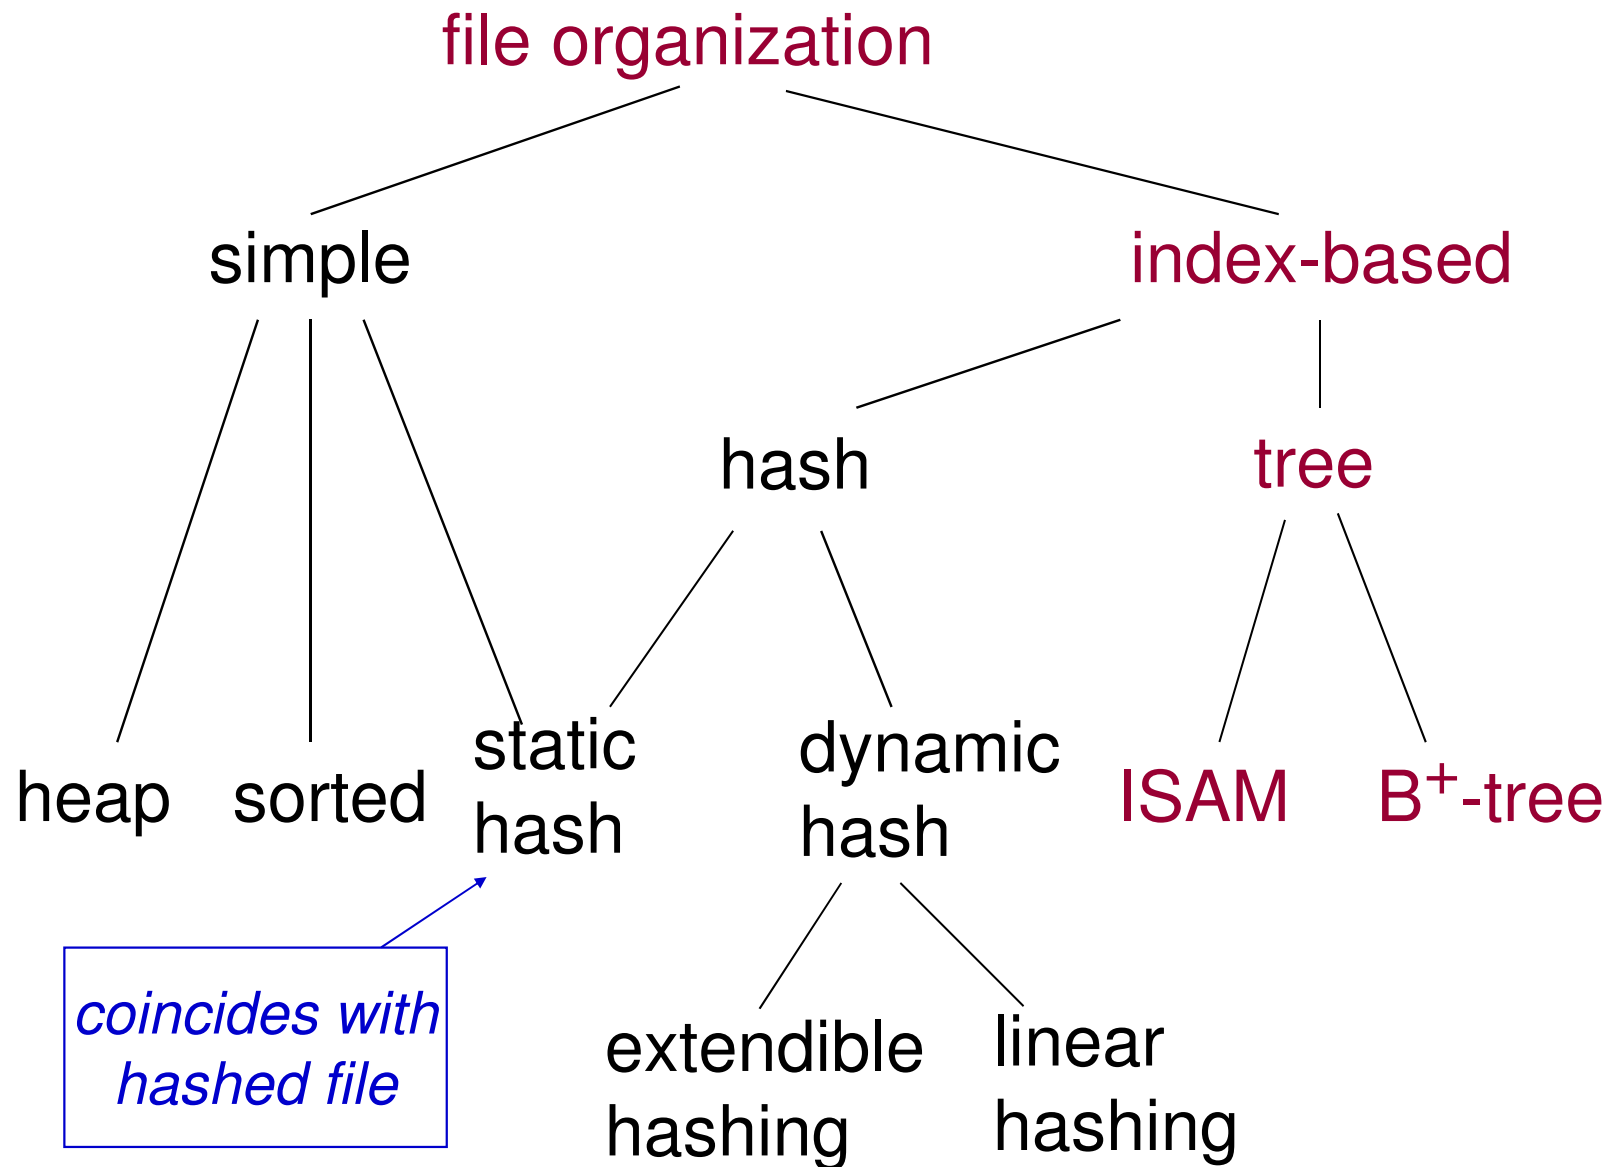 file organization
simple
index-based
hash
tree
heap
sorted
static
hash
dynamic
hash
ISAM
B⁺-tree
coincides with
hashed file
extendible
hashing
linear
hashing